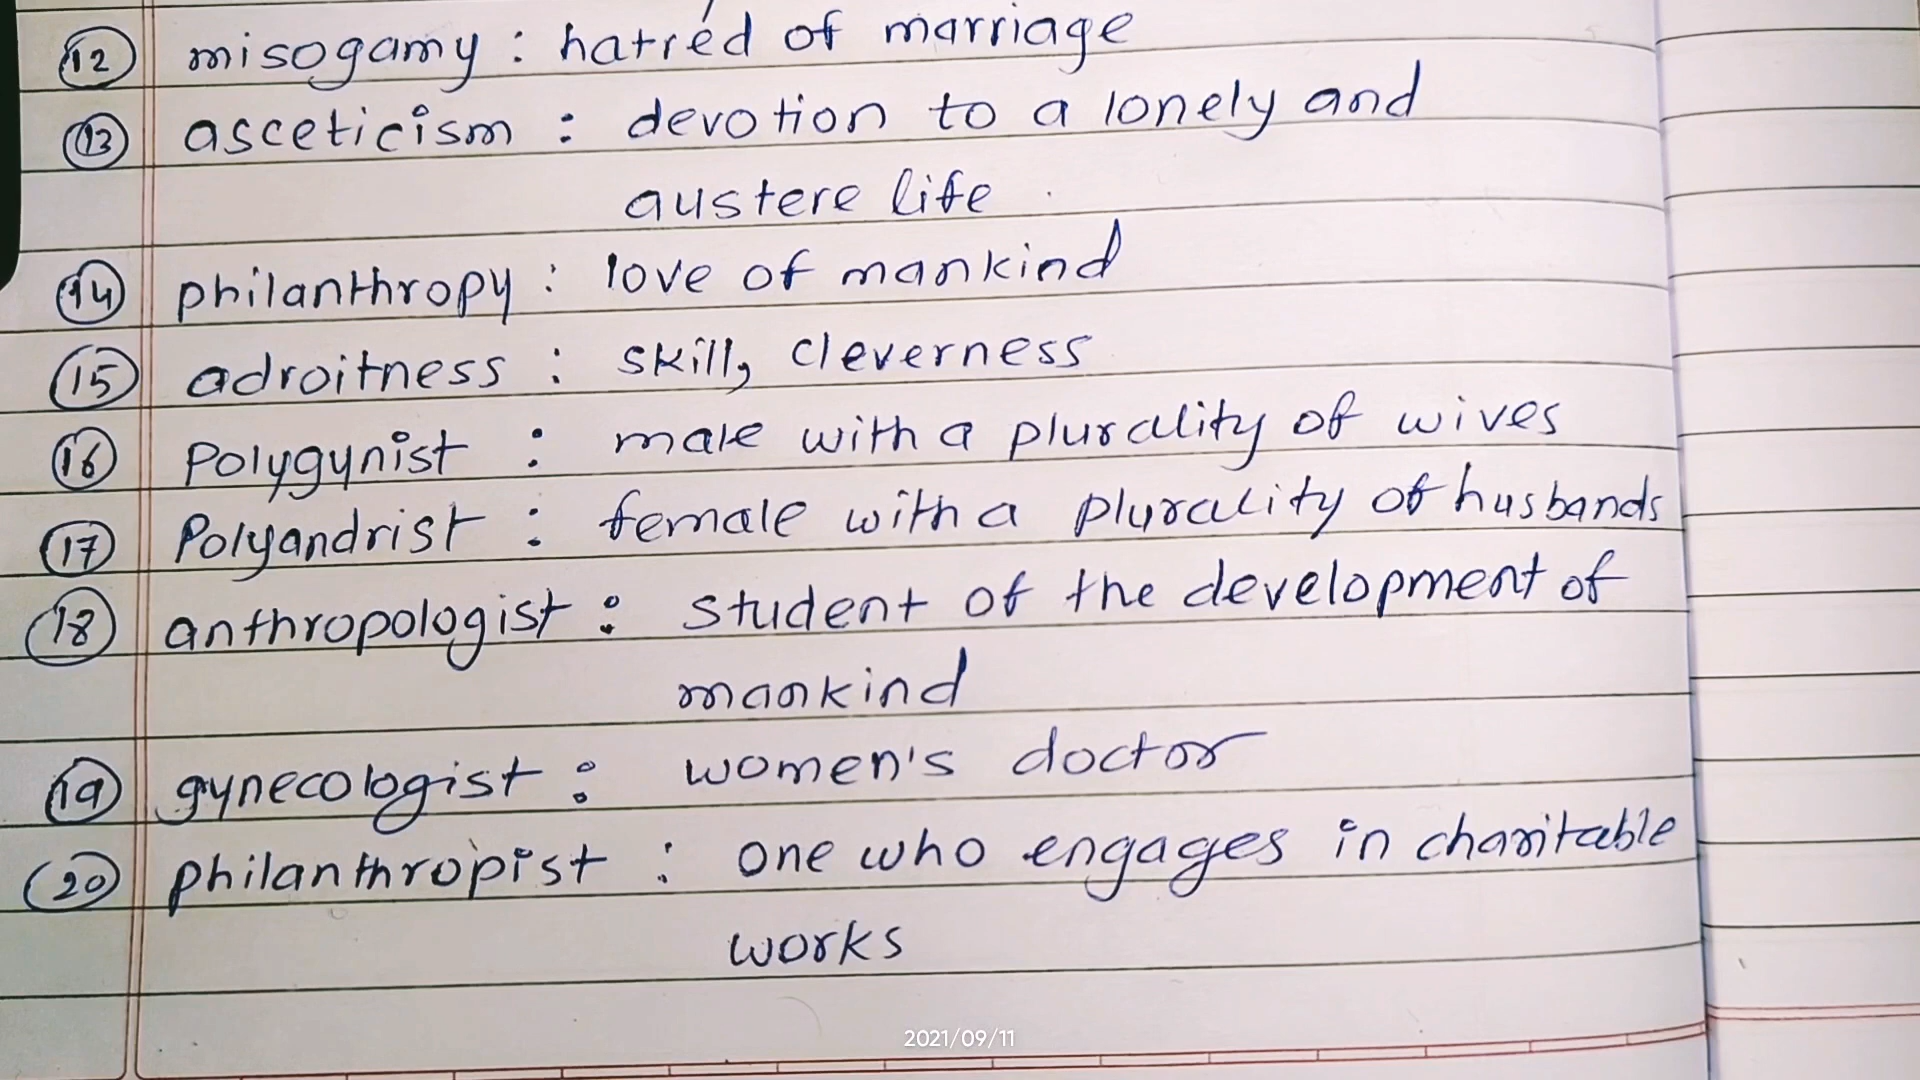 12 misogamy : hatred of marriage
13 asceticism : devotion to a lonely and
austere life
14 philanthropy : love of mankind
15 adroitness : skill, cleverness
16 Polygynist : male with a plurality of wives
17 Polyandrist : female with a plurality of husbands
18 anthropologist : student of the development of
mankind
19 gynecologist : women's doctor
20 philanthropist : one who engages in charitable
works
2021/09/11